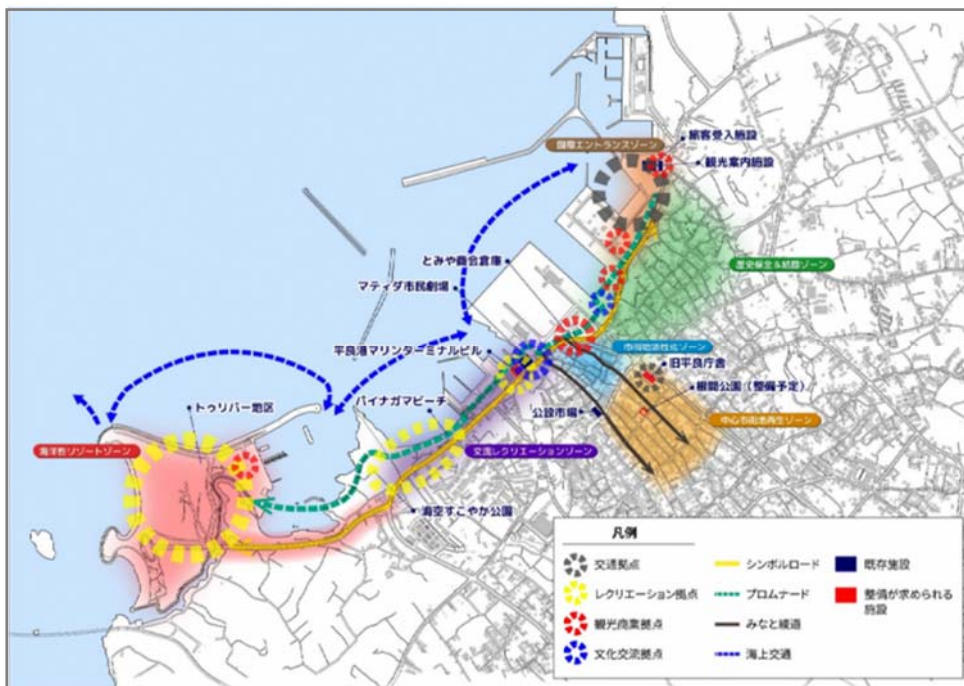 旅客受入施設
国際エントランスゾーン
観光案内施設
とみや商会倉庫
歴史保全&結節ゾーン
マティダ市民劇場
平良港マリンターミナルビル
市場地活性化ゾーン
旧平良庁舎
根間公園(整備予定)
パイナガマビーチ
公設市場
中心市街地再生ゾーン
トゥリバー地区
海洋性リゾートゾーン
交流レクリエーションゾーン
海空すこやか公園
凡例
交通拠点
シンボルロード
既存施設
レクリエーション拠点
プロムナード
整備が求められる
施設
観光商業拠点
みなと綾道
文化交流拠点
海上交通